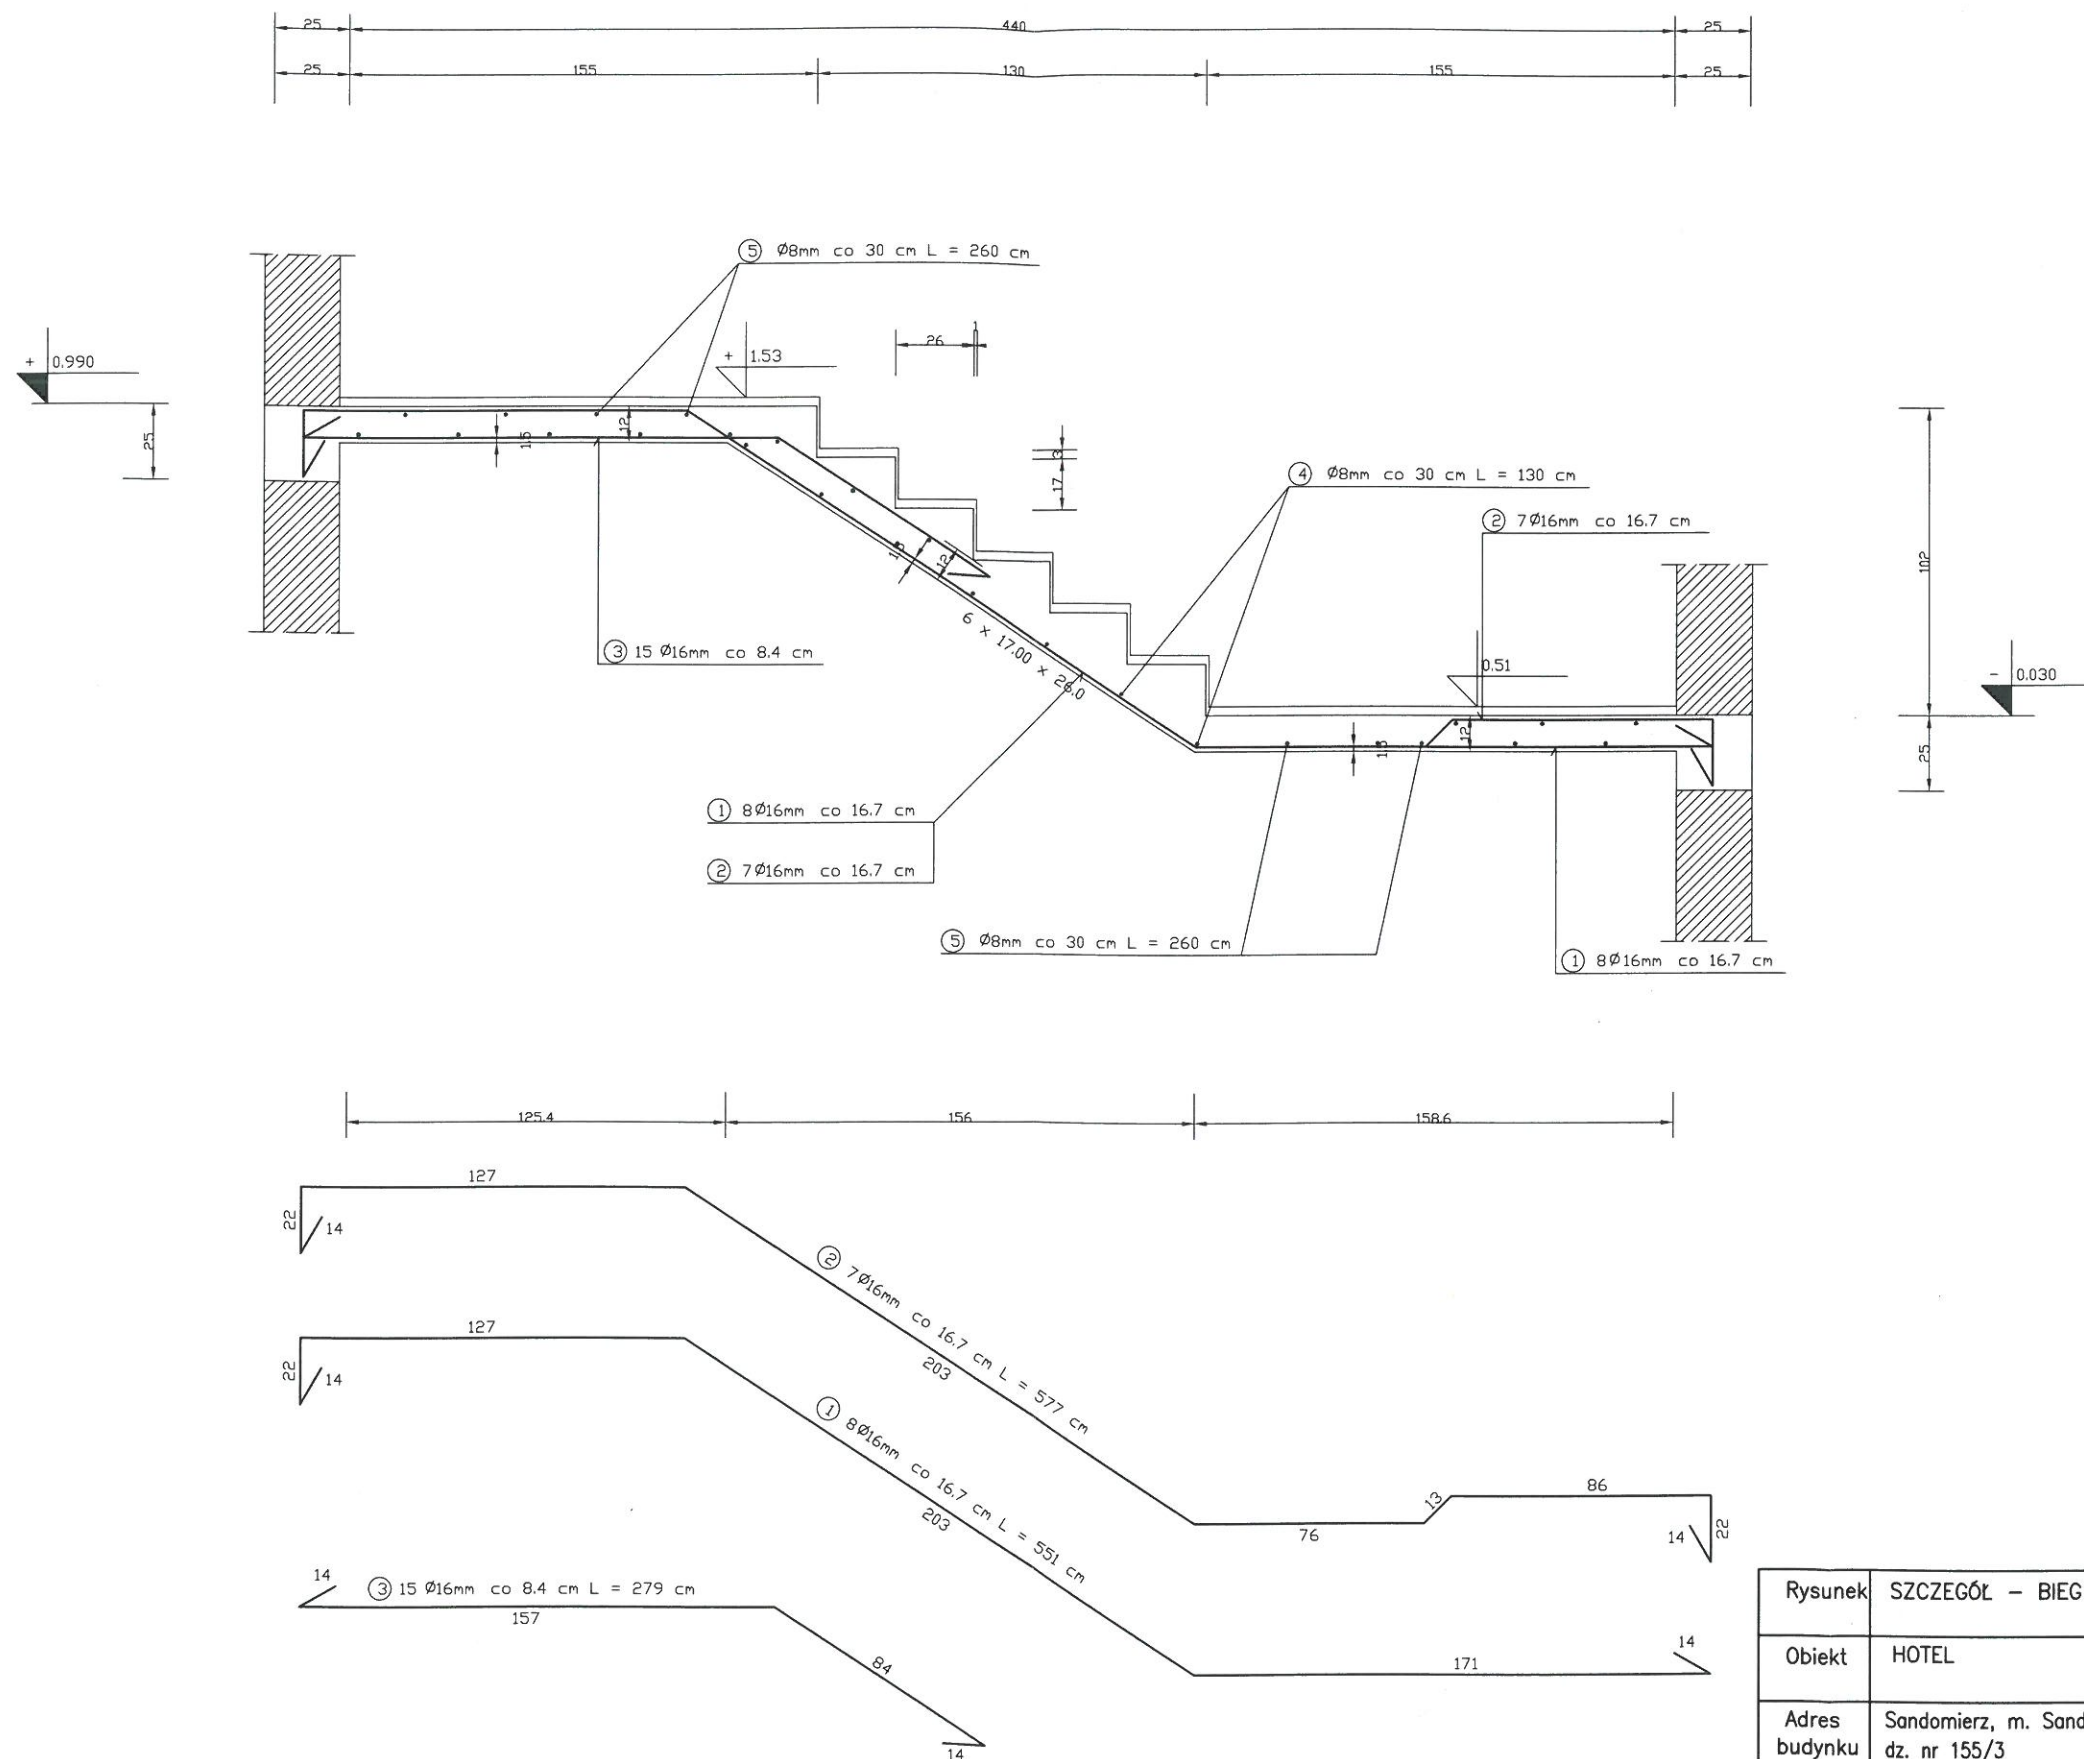 25
440
25
25
155
130
155
25
⑤ Ø8mm co 30 cm L = 260 cm
26
1
+ 0.990
+ 1.53
25
12
1.5
3
17
④ Ø8mm co 30 cm L = 130 cm
② 7Ø16mm co 16.7 cm
1.5
12
102
6 x 17.00 x 26.0
③ 15 Ø16mm co 8.4 cm
0.51
- 0.030
12
1.5
25
① 8Ø16mm co 16.7 cm
② 7Ø16mm co 16.7 cm
⑤ Ø8mm co 30 cm L = 260 cm
① 8Ø16mm co 16.7 cm
125.4
156
158.6
127
22
14
② 7Ø16mm co 16.7 cm L = 577 cm
203
76
13
86
14
22
127
22
14
① 8Ø16mm co 16.7 cm L = 551 cm
203
171
14
14
③ 15 Ø16mm co 8.4 cm L = 279 cm
157
84
14
Rysunek SZCZEGÓŁ – BIEG
Obiekt HOTEL
Adres budynku
Sandomierz, m. Sand
dz. nr 155/3